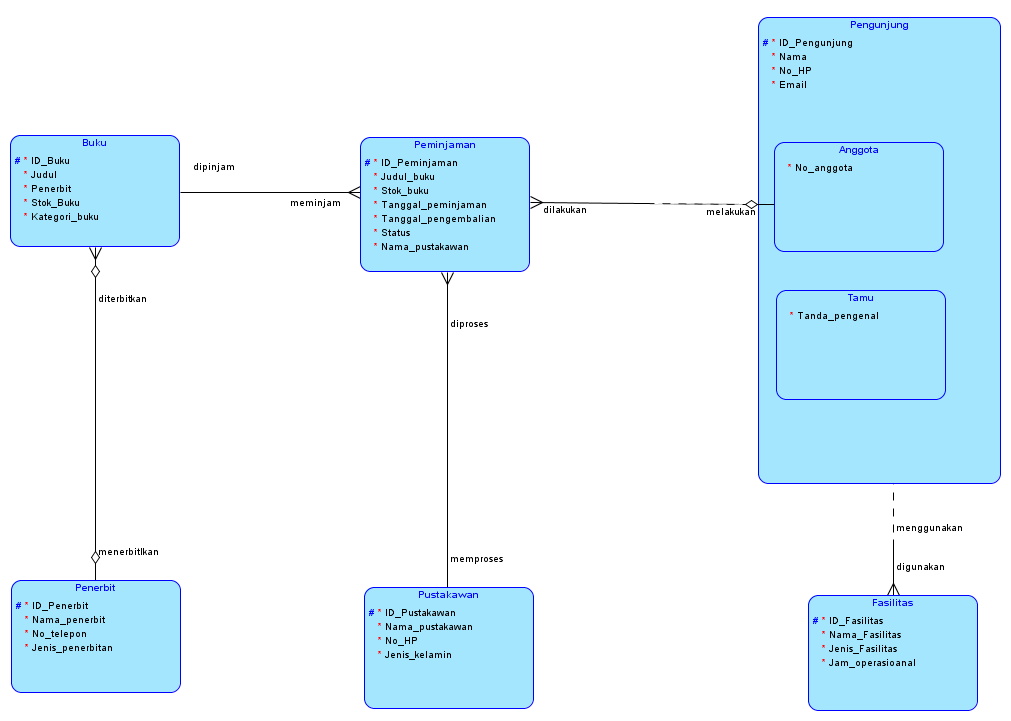 Pengunjung
# * ID_Pengunjung
* Nama
* No_HP
* Email
Anggota
* No_anggota
Tamu
* Tanda_pengenal
Buku
# * ID_Buku
* Judul
* Penerbit
* Stok_Buku
* Kategori_buku
dipinjam
meminjam
Peminjaman
# * ID_Peminjaman
* Judul_buku
* Stok_buku
* Tanggal_peminjaman
* Tanggal_pengembalian
* Status
* Nama_pustakawan
dilakukan
melakukan
diterbitkan
menerbitlkan
diproses
memproses
menggunakan
digunakan
Penerbit
# * ID_Penerbit
* Nama_penerbit
* No_telepon
* Jenis_penerbitan
Pustakawan
# * ID_Pustakawan
* Nama_pustakawan
* No_HP
* Jenis_kelamin
Fasilitas
# * ID_Fasilitas
* Nama_Fasilitas
* Jenis_Fasilitas
* Jam_operasioanal